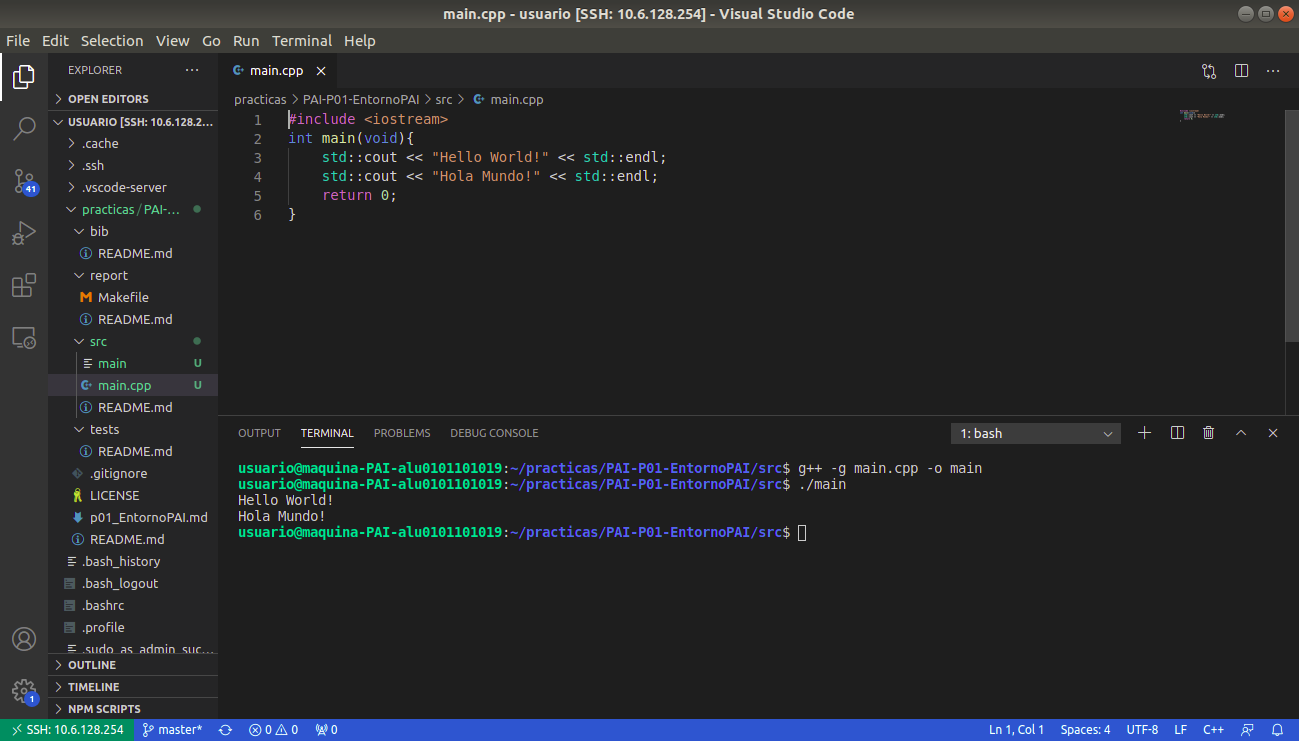 main.cpp - usuario [SSH: 10.6.128.254] - Visual Studio Code
File Edit Selection View Go Run Terminal Help
EXPLORER ···
OPEN EDITORS
USUARIO [SSH: 10.6.128.2...
.cache
.ssh
.vscode-server
practicas / PAI-...
bib
README.md
report
Makefile
README.md
src
main U
main.cpp U
README.md
tests
README.md
.gitignore
LICENSE
p01_EntornoPAI.md
README.md
.bash_history
.bash_logout
.bashrc
.profile
.sudo_as_admin_suc...
OUTLINE
TIMELINE
NPM SCRIPTS
41
1
main.cpp
practicas > PAI-P01-EntornoPAI > src > main.cpp
1 #include <iostream>
2 int main(void){
3 std::cout << "Hello World!" << std::endl;
4 std::cout << "Hola Mundo!" << std::endl;
5 return 0;
6 }
OUTPUT TERMINAL PROBLEMS DEBUG CONSOLE 1: bash
usuario@maquina-PAI-alu0101101019:~/practicas/PAI-P01-EntornoPAI/src$ g++ -g main.cpp -o main
usuario@maquina-PAI-alu0101101019:~/practicas/PAI-P01-EntornoPAI/src$ ./main
Hello World!
Hola Mundo!
usuario@maquina-PAI-alu0101101019:~/practicas/PAI-P01-EntornoPAI/src$
SSH: 10.6.128.254 master* 0 0 0 Ln 1, Col 1 Spaces: 4 UTF-8 LF C++